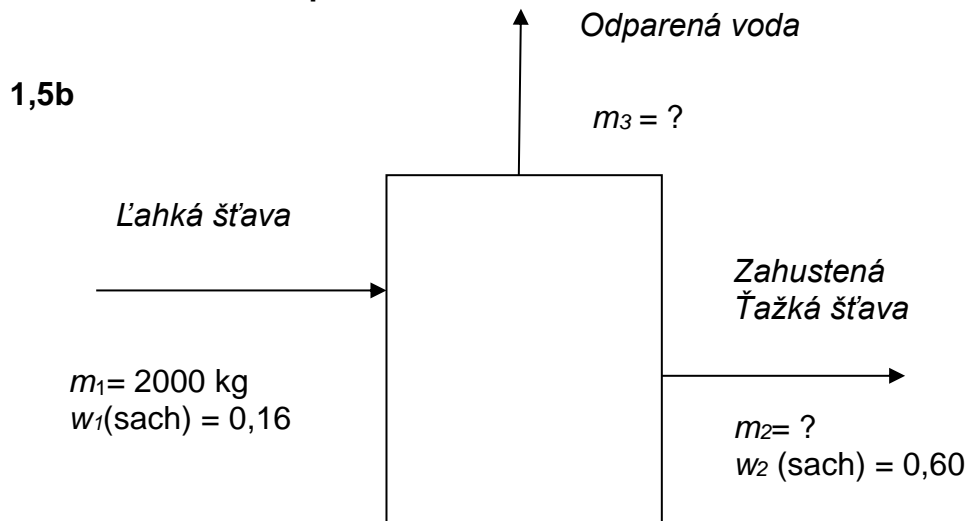 Odparená voda
1,5b
m3 = ?
Ľahká šťava
Zahustená
Ťažká šťava
m1= 2000 kg
w1(sach) = 0,16
m2= ?
w2 (sach) = 0,60